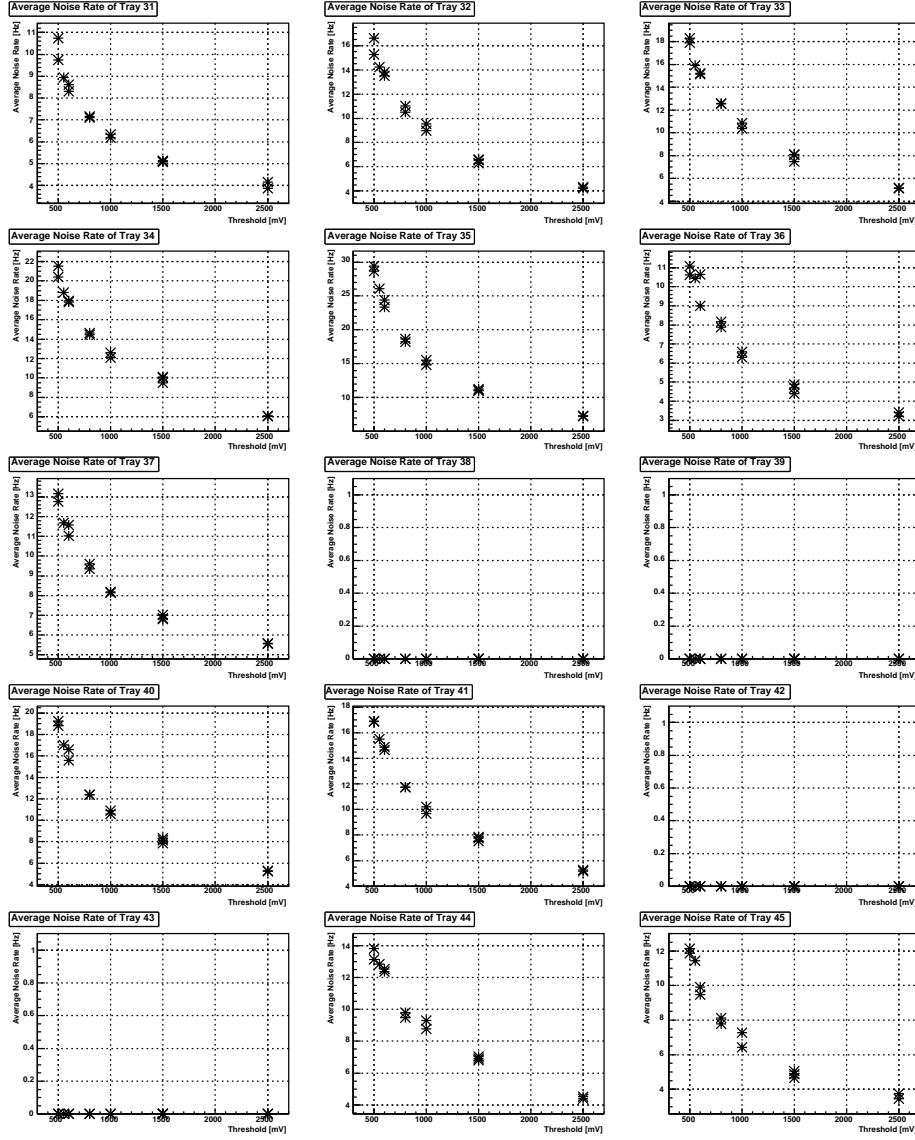 Average Noise Rate of Tray 31
Average Noise Rate [Hz]
11
10
9
8
7
6
5
4
500 1000 1500 2000 2500
Threshold [mV]
Average Noise Rate of Tray 32
Average Noise Rate [Hz]
16
14
12
10
8
6
4
500 1000 1500 2000 2500
Threshold [mV]
Average Noise Rate of Tray 33
Average Noise Rate [Hz]
18
16
14
12
10
8
6
4
500 1000 1500 2000 2500
Threshold [mV]
Average Noise Rate of Tray 34
Average Noise Rate [Hz]
22
20
18
16
14
12
10
8
6
500 1000 1500 2000 2500
Threshold [mV]
Average Noise Rate of Tray 35
Average Noise Rate [Hz]
30
25
20
15
10
500 1000 1500 2000 2500
Threshold [mV]
Average Noise Rate of Tray 36
Average Noise Rate [Hz]
11
10
9
8
7
6
5
4
3
500 1000 1500 2000 2500
Threshold [mV]
Average Noise Rate of Tray 37
Average Noise Rate [Hz]
13
12
11
10
9
8
7
6
5
500 1000 1500 2000 2500
Threshold [mV]
Average Noise Rate of Tray 38
Average Noise Rate [Hz]
1
0.8
0.6
0.4
0.2
0
500 1000 1500 2000 2500
Threshold [mV]
Average Noise Rate of Tray 39
Average Noise Rate [Hz]
1
0.8
0.6
0.4
0.2
0
500 1000 1500 2000 2500
Threshold [mV]
Average Noise Rate of Tray 40
Average Noise Rate [Hz]
20
18
16
14
12
10
8
6
4
500 1000 1500 2000 2500
Threshold [mV]
Average Noise Rate of Tray 41
Average Noise Rate [Hz]
18
16
14
12
10
8
6
4
500 1000 1500 2000 2500
Threshold [mV]
Average Noise Rate of Tray 42
Average Noise Rate [Hz]
1
0.8
0.6
0.4
0.2
0
500 1000 1500 2000 2500
Threshold [mV]
Average Noise Rate of Tray 43
Average Noise Rate [Hz]
1
0.8
0.6
0.4
0.2
0
500 1000 1500 2000 2500
Threshold [mV]
Average Noise Rate of Tray 44
Average Noise Rate [Hz]
14
12
10
8
6
4
500 1000 1500 2000 2500
Threshold [mV]
Average Noise Rate of Tray 45
Average Noise Rate [Hz]
12
10
8
6
4
500 1000 1500 2000 2500
Threshold [mV]